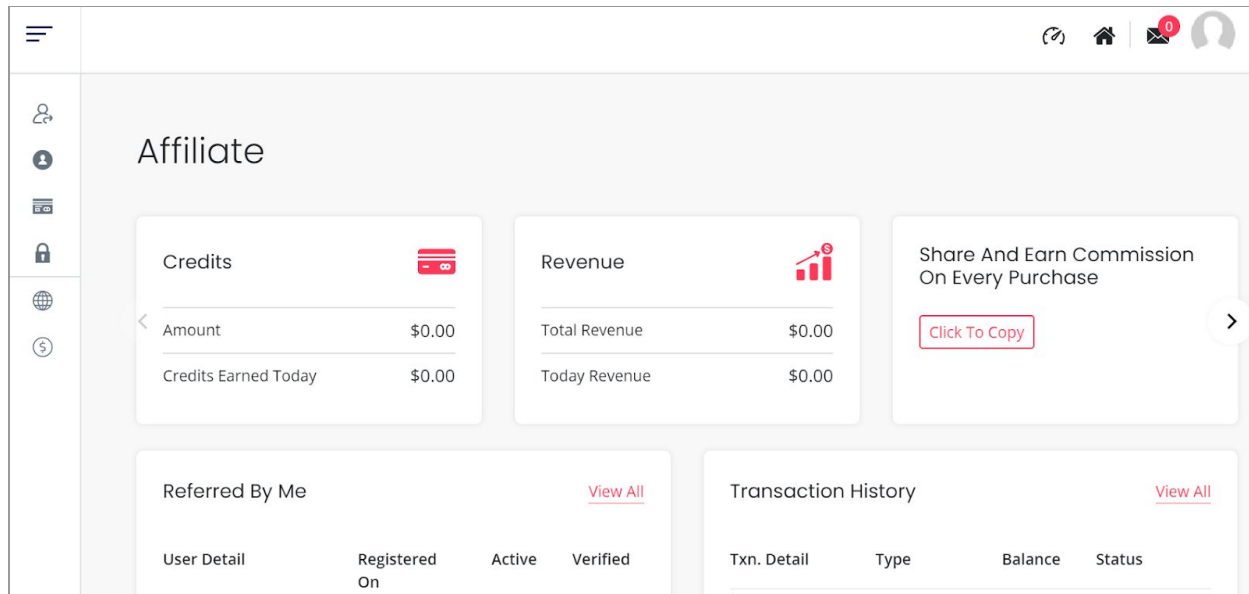 0
Affiliate
Credits
Amount $0.00
Credits Earned Today $0.00
Revenue
$
Total Revenue $0.00
Today Revenue $0.00
Share And Earn Commission
On Every Purchase
Click To Copy
Referred By Me View All
User Detail Registered On Active Verified
Transaction History View All
Txn. Detail Type Balance Status